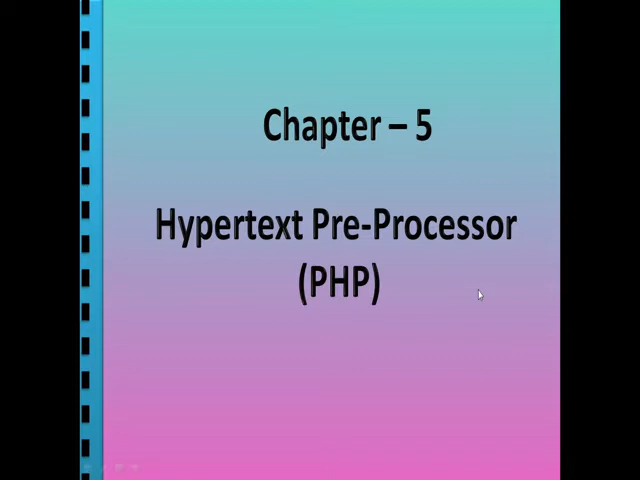 Chapter – 5
Hypertext Pre-Processor
(PHP)